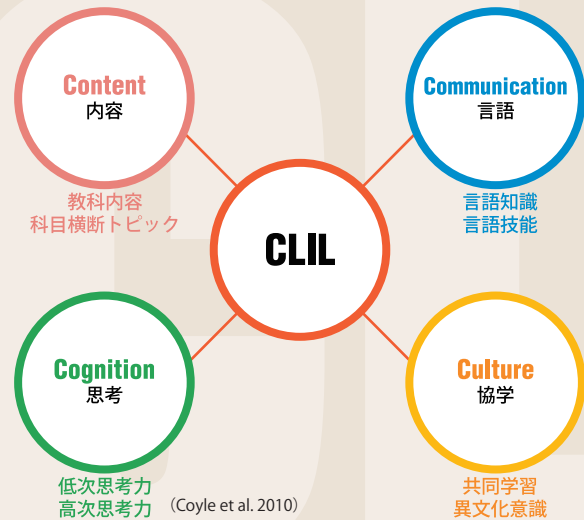 Content
内容
教科内容
科目横断トピック
Communication
言語
言語知識
言語技能
CLIL
Cognition
思考
低次思考力
高次思考力 (Coyle et al. 2010)
Culture
協学
共同学習
異文化意識